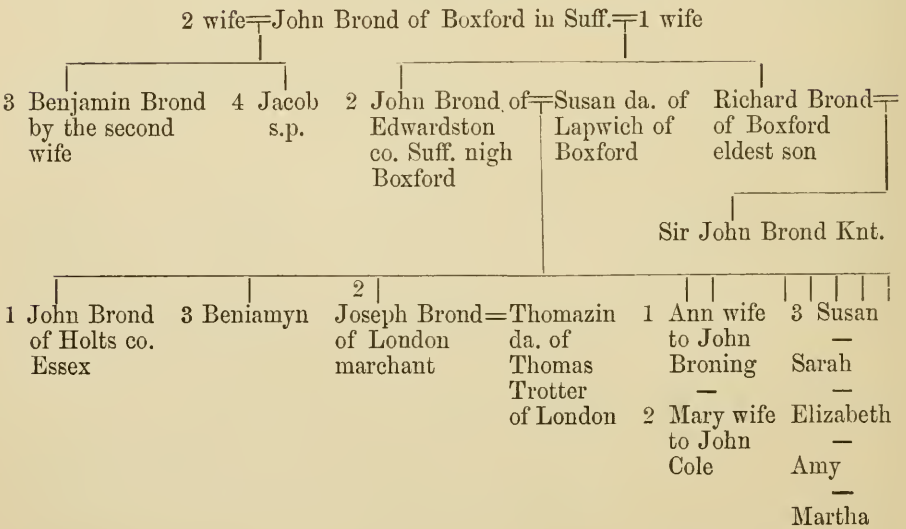 2 wife=John Brond of Boxford in Suff.=1 wife
3 Benjamin Brond
by the second
wife
4 Jacob
s.p.
2 John Brond of=Susan da. of
Edwardston
co. Suff. nigh
Boxford
Lapwich of
Boxford
Richard Brond=
of Boxford
eldest son
Sir John Brond Knt.
1 John Brond
of Holts co.
Essex
3 Beniamyn
2
Joseph Brond=Thomazin
of London
marchant
da. of
Thomas
Trotter
of London
1 Ann wife
to John
Broning
—
2 Mary wife
to John
Cole
3 Susan
—
Sarah
—
Elizabeth
—
Amy
—
Martha